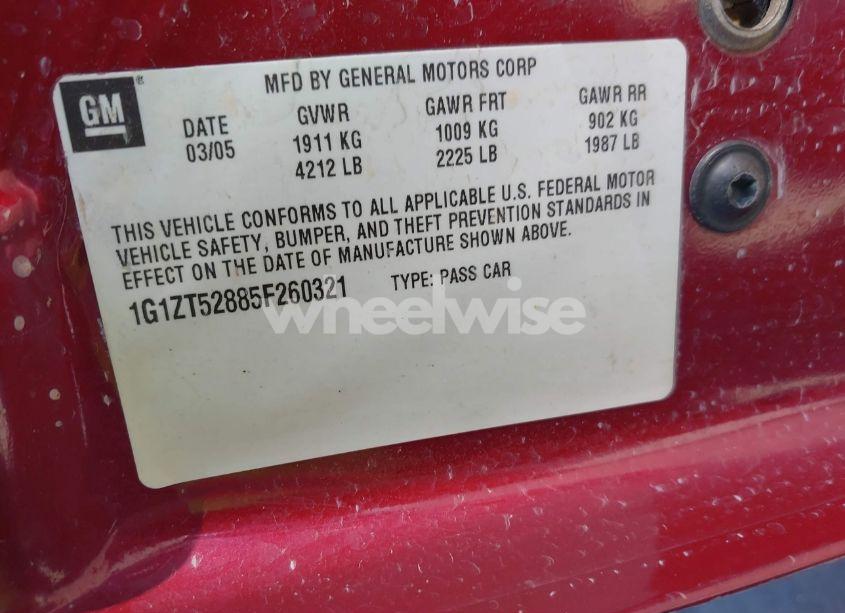 GM ®
MFD BY GENERAL MOTORS CORP
DATE GVWR GAWR FRT GAWR RR
03/05 1911 KG 1009 KG 902 KG
4212 LB 2225 LB 1987 LB
THIS VEHICLE CONFORMS TO ALL APPLICABLE U.S. FEDERAL MOTOR
VEHICLE SAFETY, BUMPER, AND THEFT PREVENTION STANDARDS IN
EFFECT ON THE DATE OF MANUFACTURE SHOWN ABOVE.
1G1ZT52885F260321 TYPE: PASS CAR
wheelwise